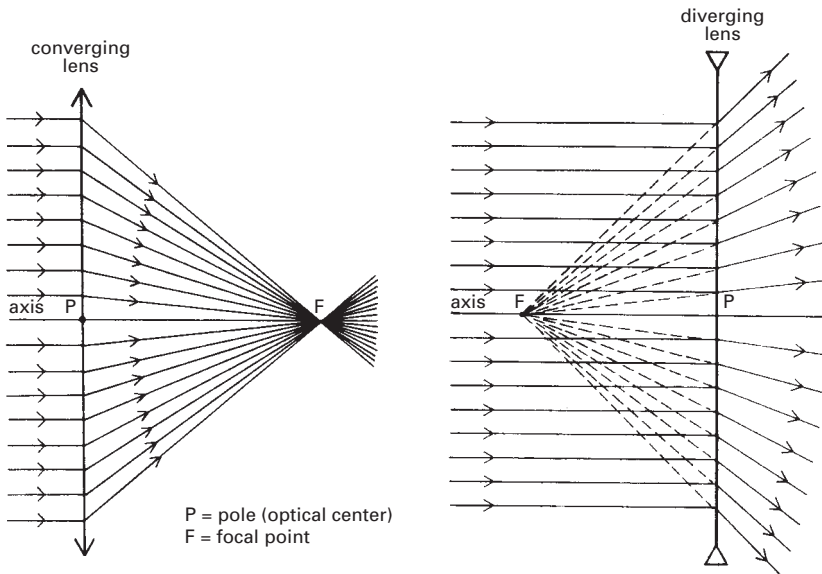 converging
lens
axis
P
F
P = pole (optical center)
F = focal point
diverging
lens
axis
F
P